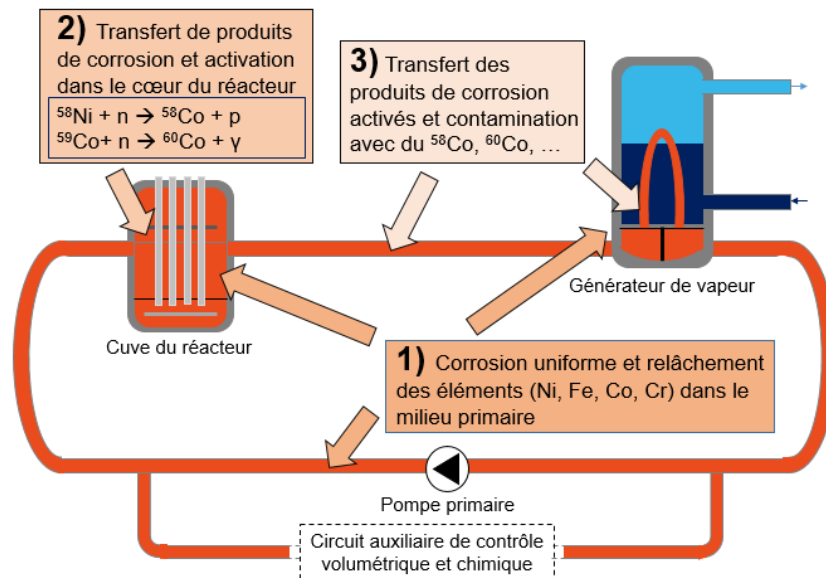 2) Transfert de produits
de corrosion et activation
dans le cœur du réacteur
⁵⁸Ni + n → ⁵⁸Co + p
⁵⁹Co+ n → ⁶⁰Co + γ
3) Transfert des
produits de corrosion
activés et contamination
avec du ⁵⁸Co, ⁶⁰Co, …
Générateur de vapeur
Cuve du réacteur
1) Corrosion uniforme et relâchement
des éléments (Ni, Fe, Co, Cr) dans le
milieu primaire
Pompe primaire
Circuit auxiliaire de contrôle
volumétrique et chimique